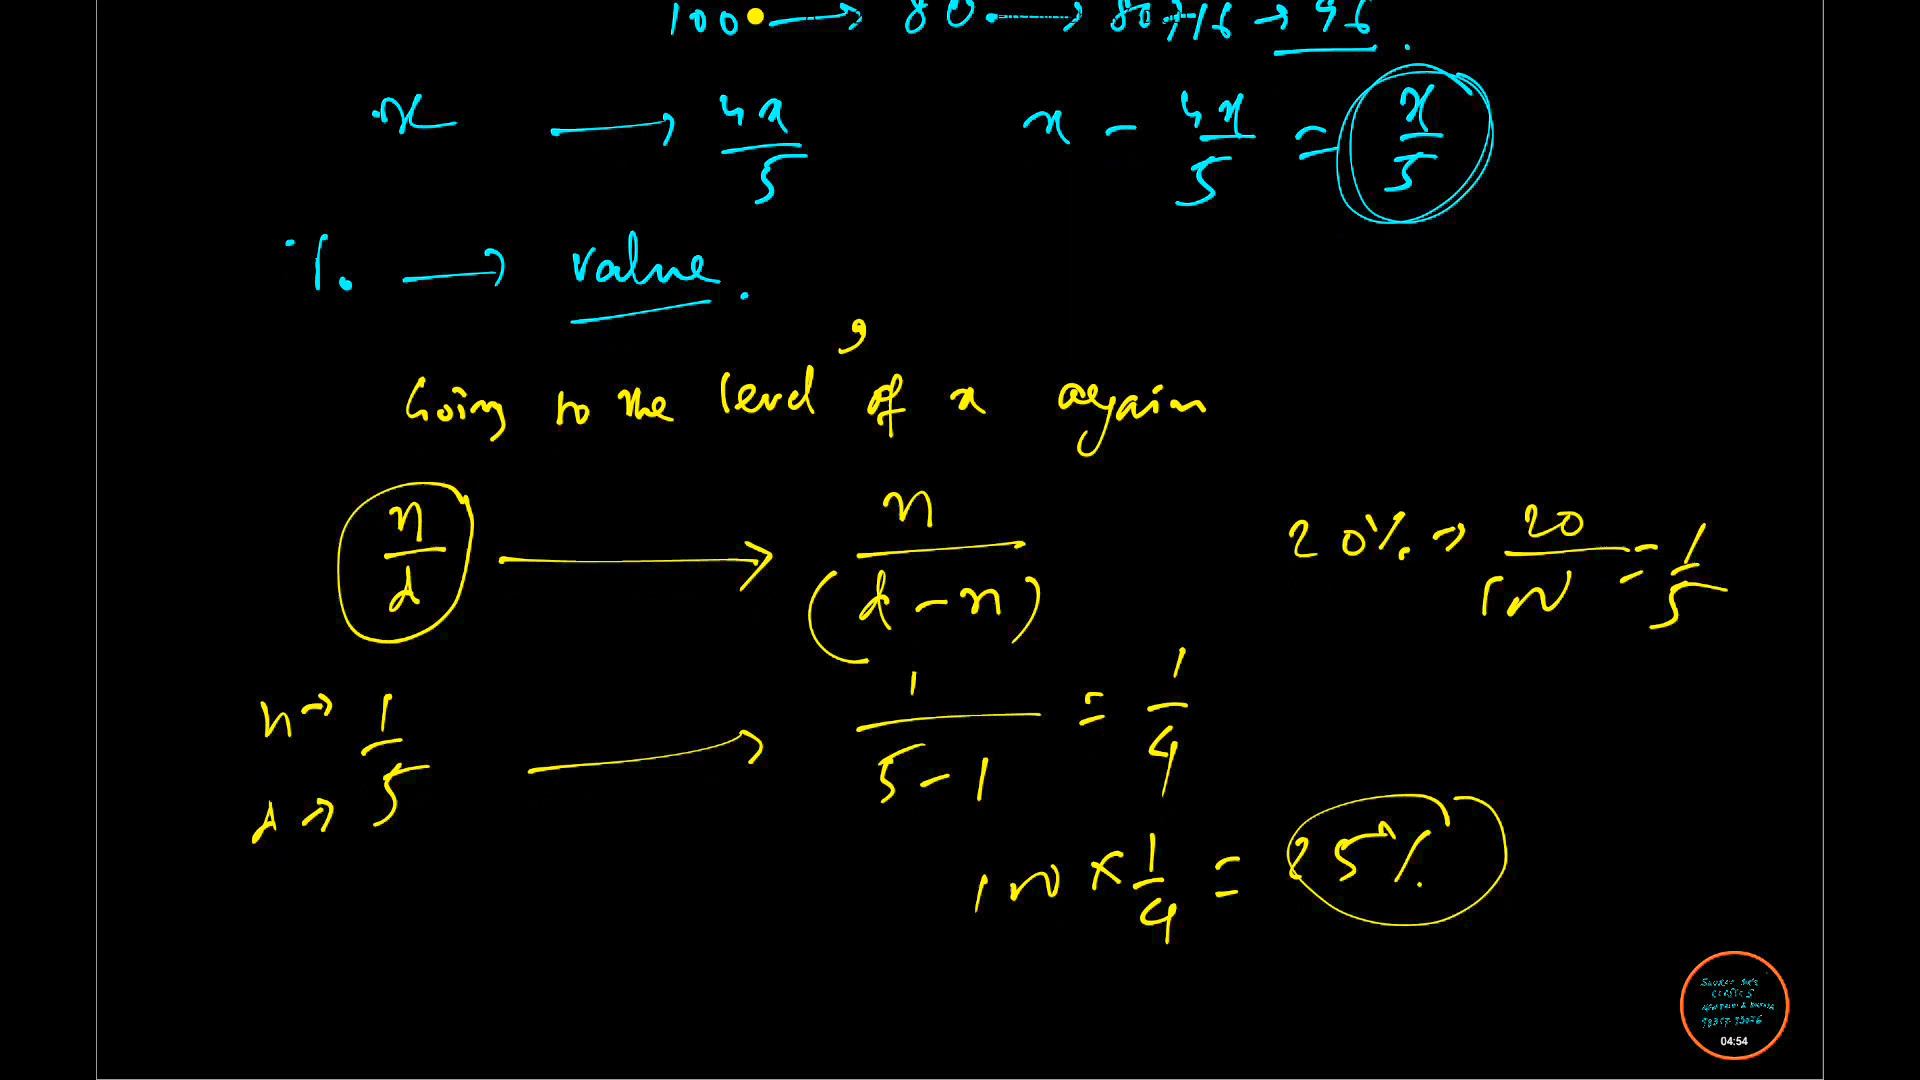 100 → 80 → 80+16 → 96.
x → 4x/5 x - 4x/5 = x/5
% → value.
Going to the level of x again
n/d → n/(d-n) 20% → 20/100 = 1/5
n → 1/5 → 1/5-1 = 1/4
d →
100 × 1/4 = 25%
04:54